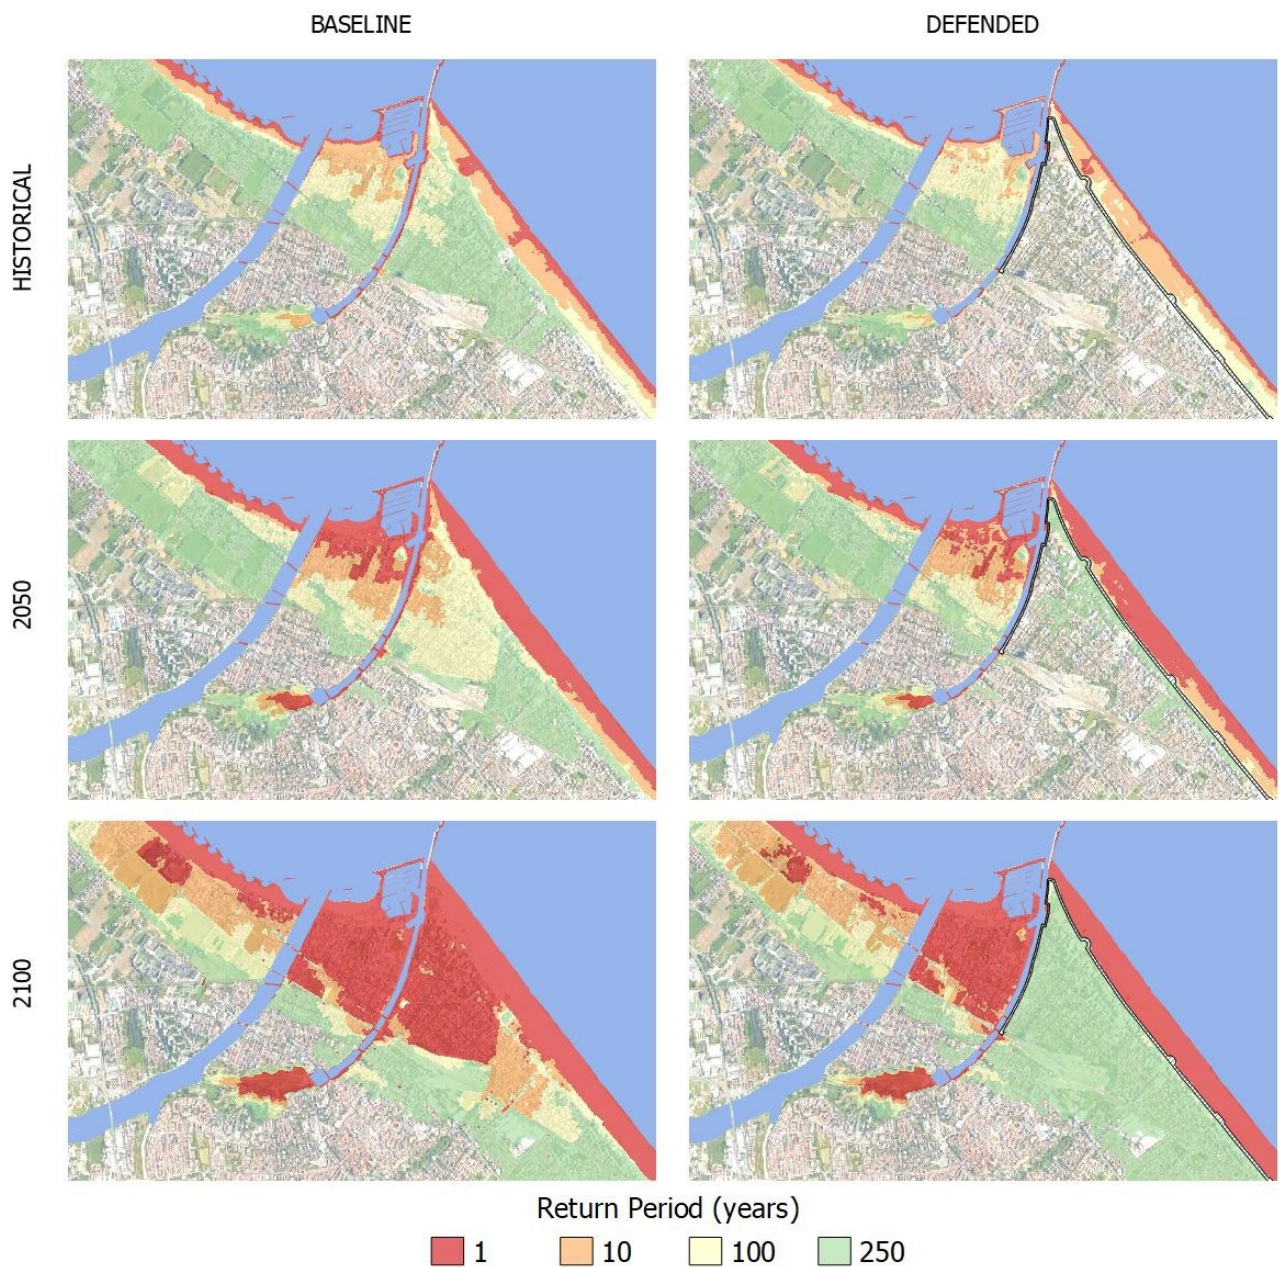 BASELINE
DEFENDED
HISTORICAL
2050
2100
Return Period (years)
1 10 100 250